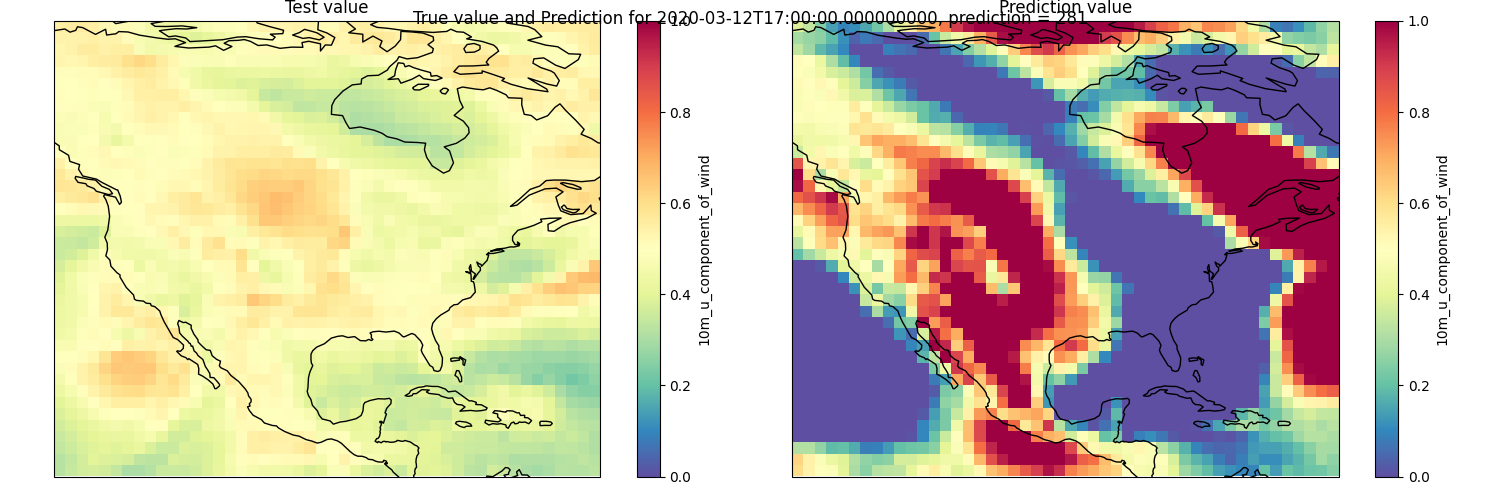 Test value
True value and Prediction for 2020-03-12T17:00:00.000000000 prediction = 281
Prediction value
1.0
0.8
0.6
0.4
0.2
0.0
10m_u_component_of_wind
1.0
0.8
0.6
0.4
0.2
0.0
10m_u_component_of_wind